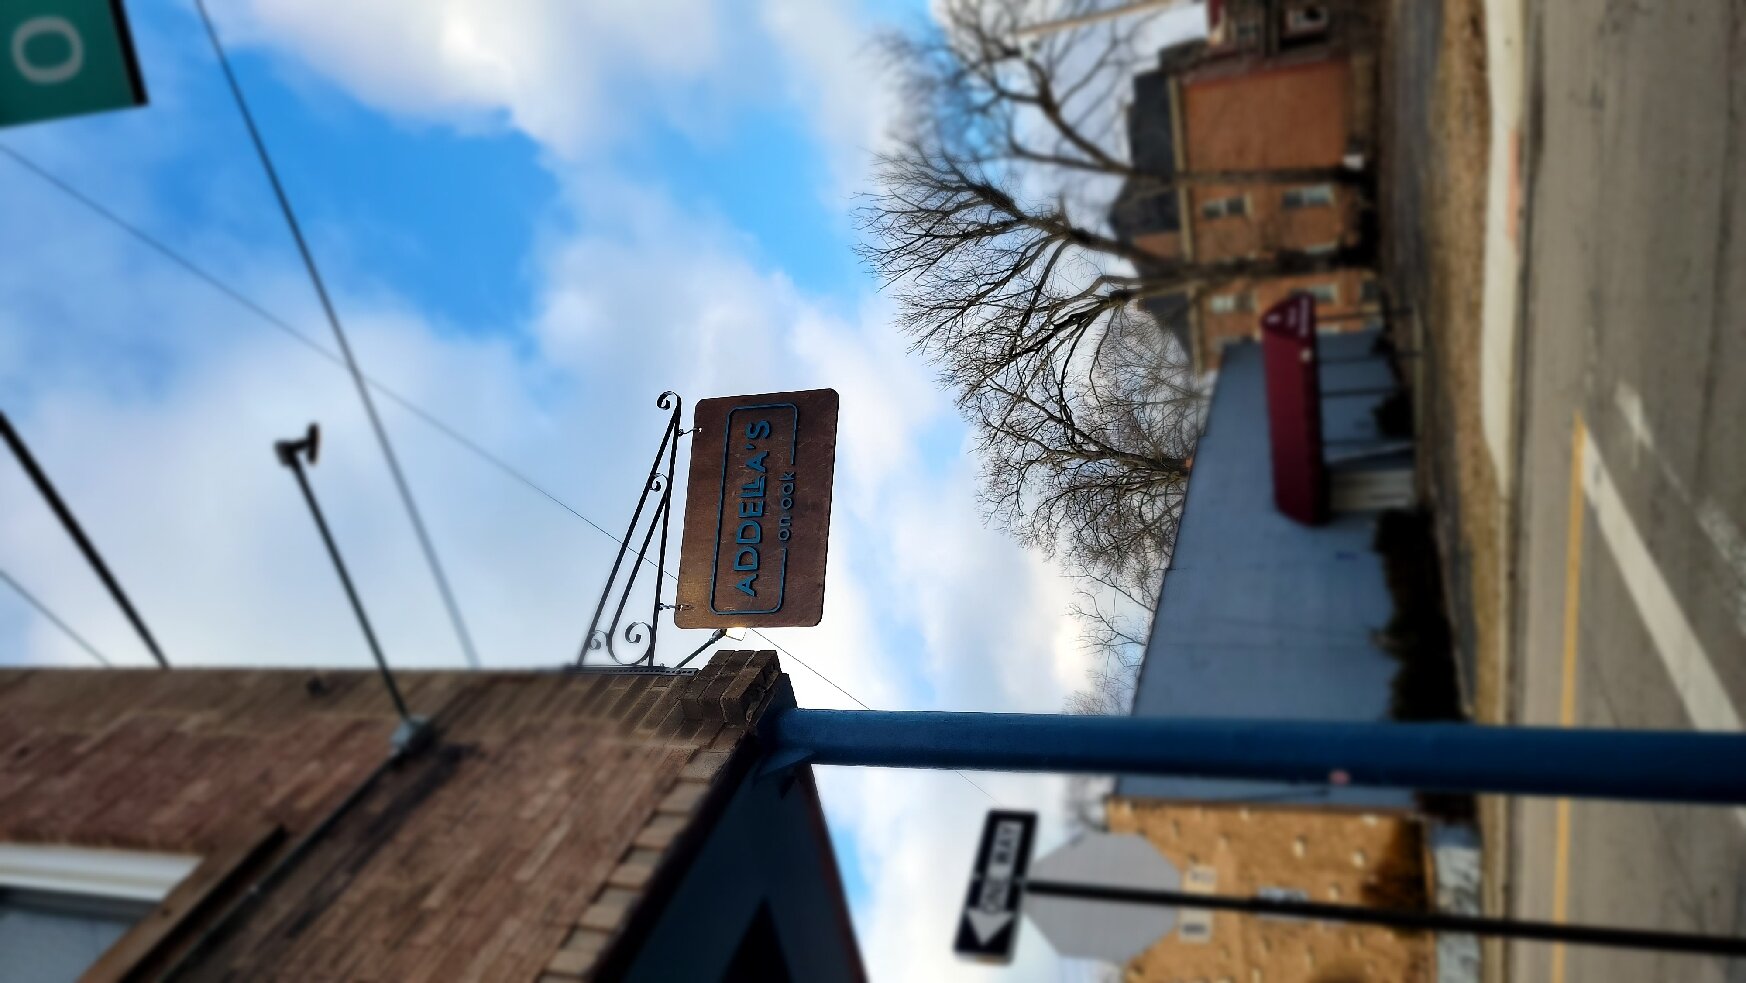 ADDELLA'S
on oak
ONE WAY
O